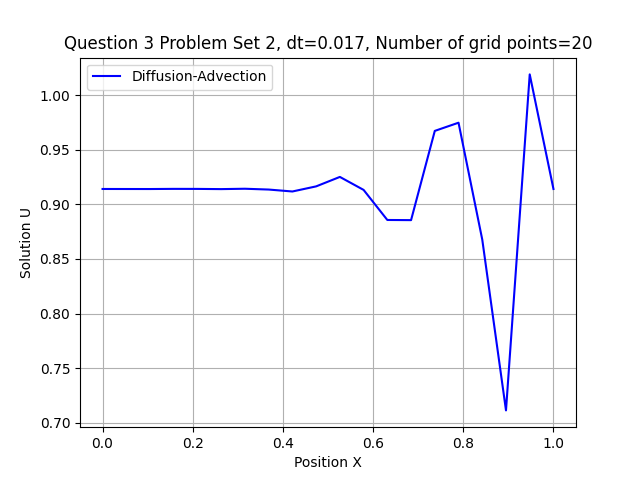 Question 3 Problem Set 2, dt=0.017, Number of grid points=20
Diffusion-Advection
1.00
0.95
0.90
0.85
0.80
0.75
0.70
Solution U
0.0 0.2 0.4 0.6 0.8 1.0
Position X